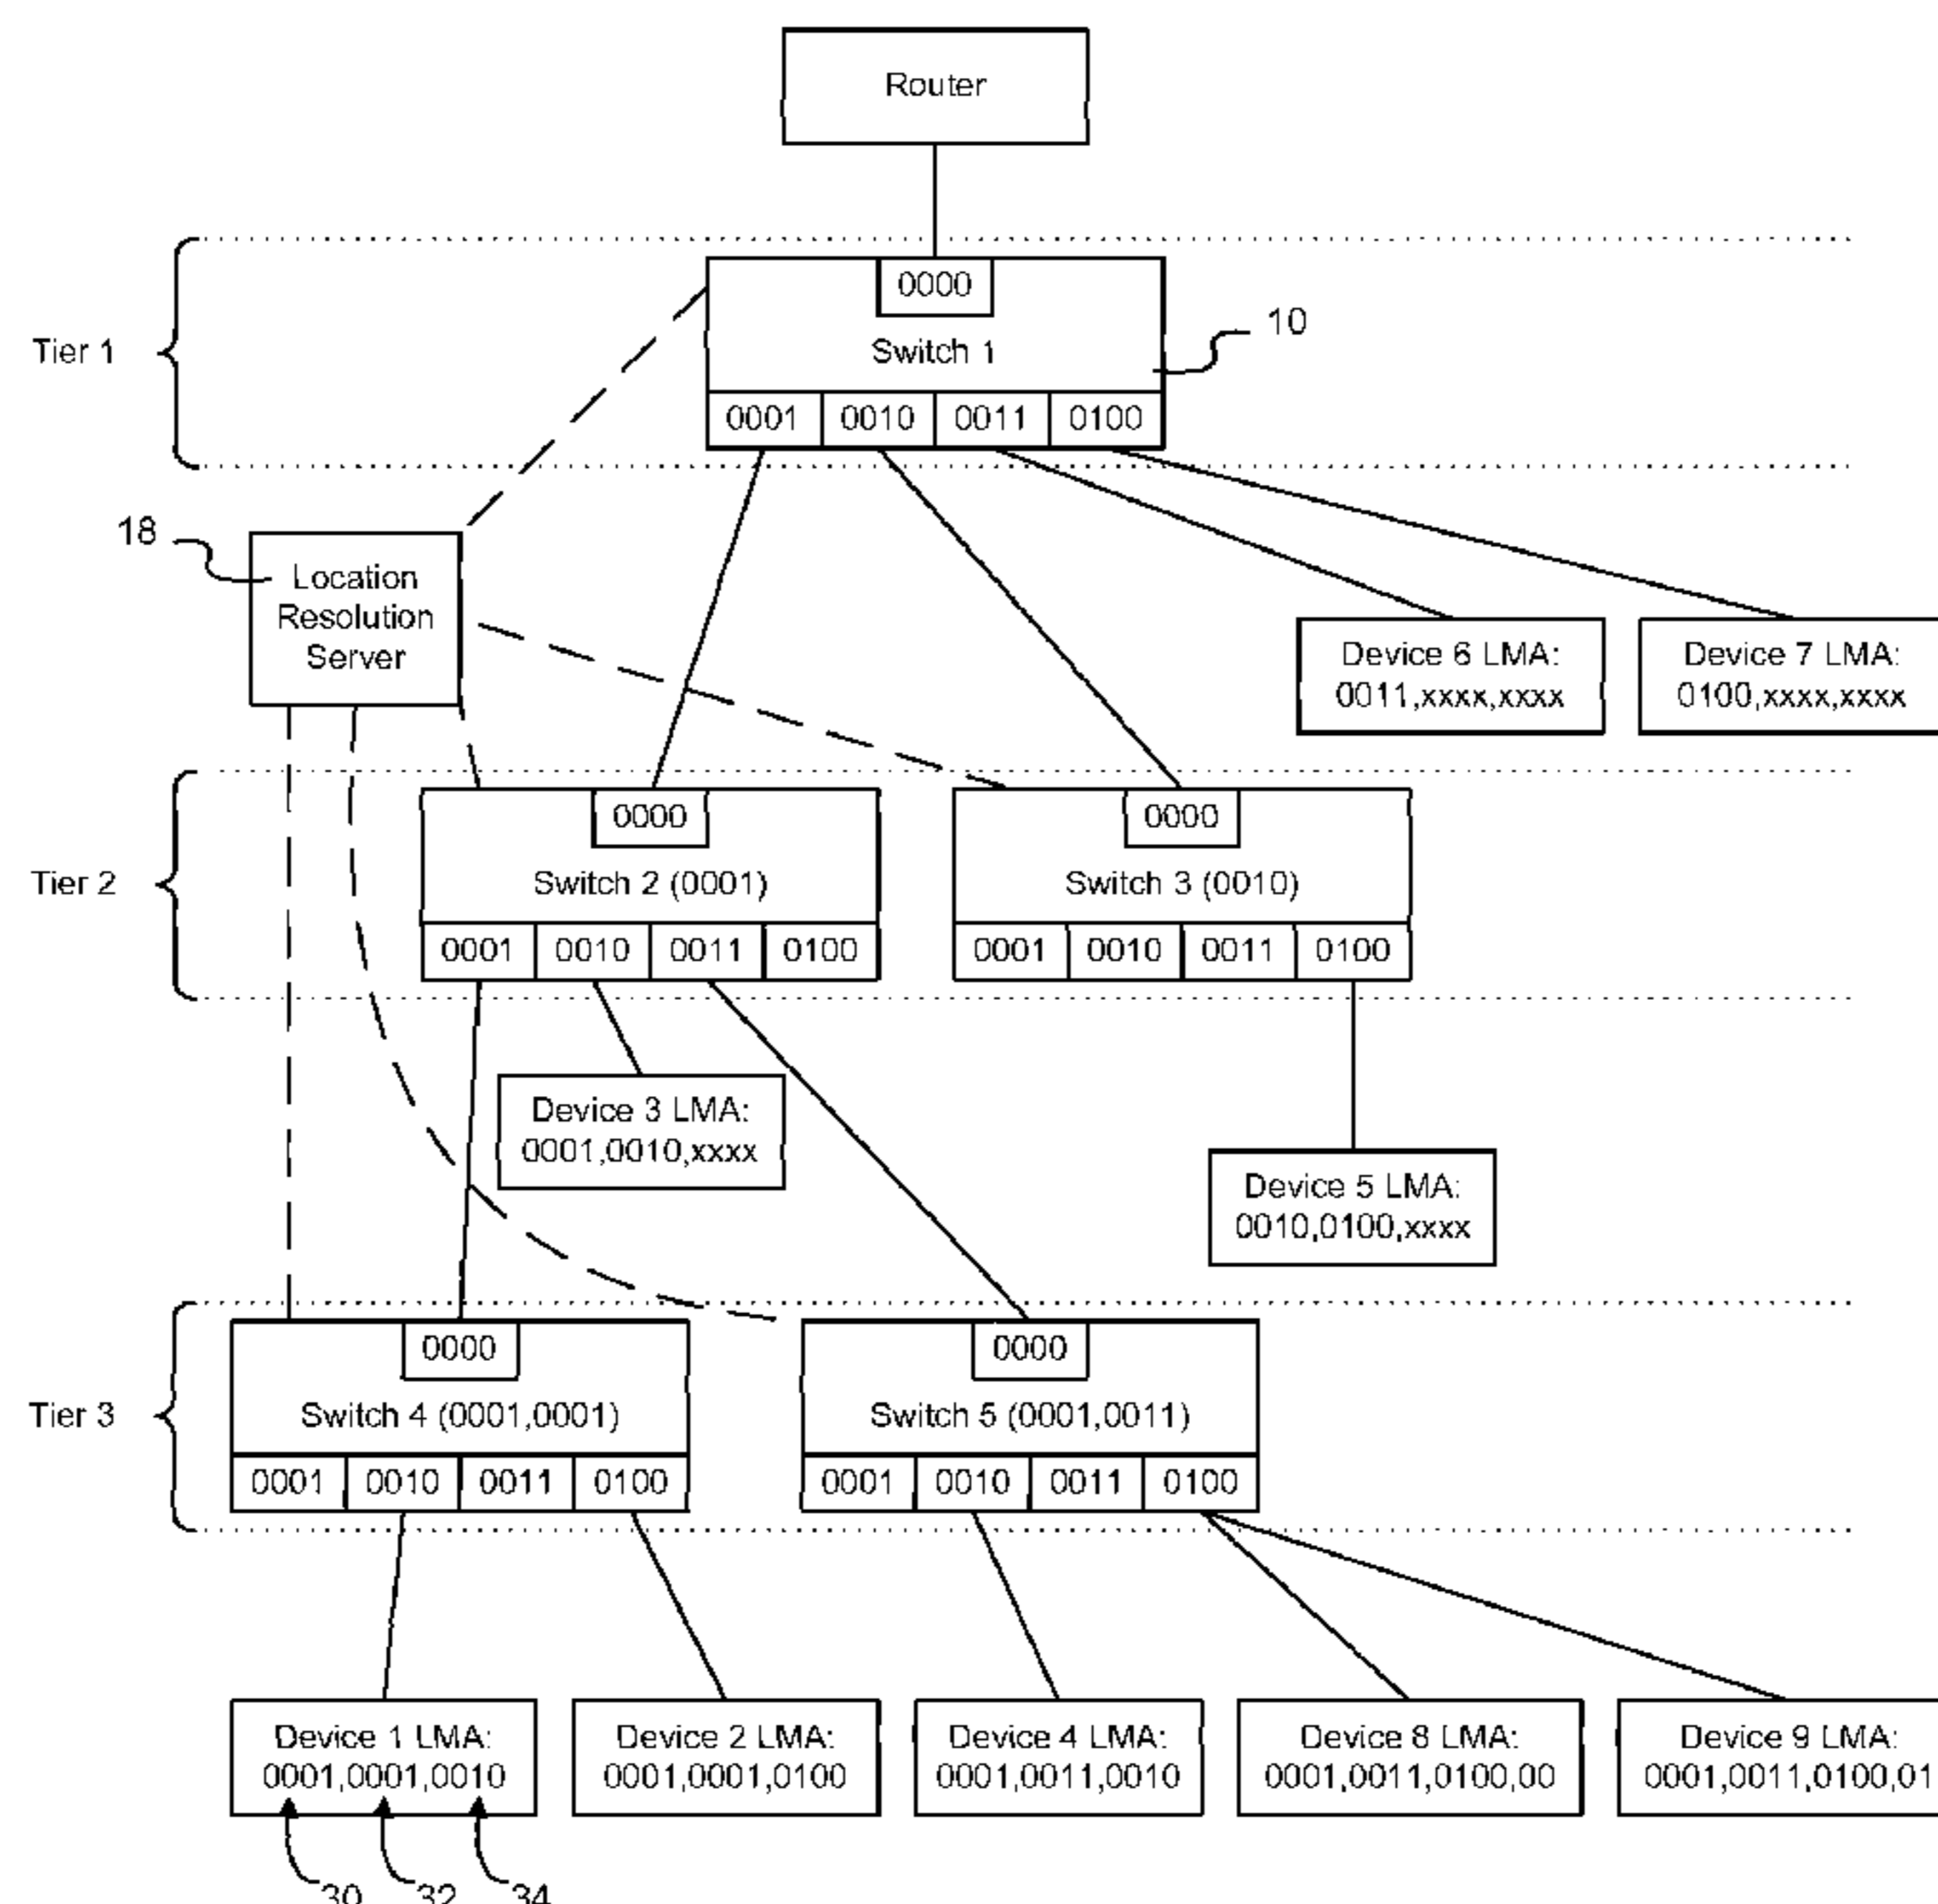 Router
Tier 1
0000
Switch 1
10
0001 0010 0011 0100
18
Location
Resolution
Server
Device 6 LMA:
0011,xxxx,xxxx
Device 7 LMA:
0100,xxxx,xxxx
Tier 2
0000
Switch 2 (0001)
0001 0010 0011 0100
0000
Switch 3 (0010)
0001 0010 0011 0100
Device 3 LMA:
0001,0010,xxxx
Device 5 LMA:
0010,0100,xxxx
Tier 3
0000
Switch 4 (0001,0001)
0001 0010 0011 0100
0000
Switch 5 (0001,0011)
0001 0010 0011 0100
Device 1 LMA:
0001,0001,0010
Device 2 LMA:
0001,0001,0100
Device 4 LMA:
0001,0011,0010
Device 8 LMA:
0001,0011,0100,00
Device 9 LMA:
0001,0011,0100,01
30 32 34